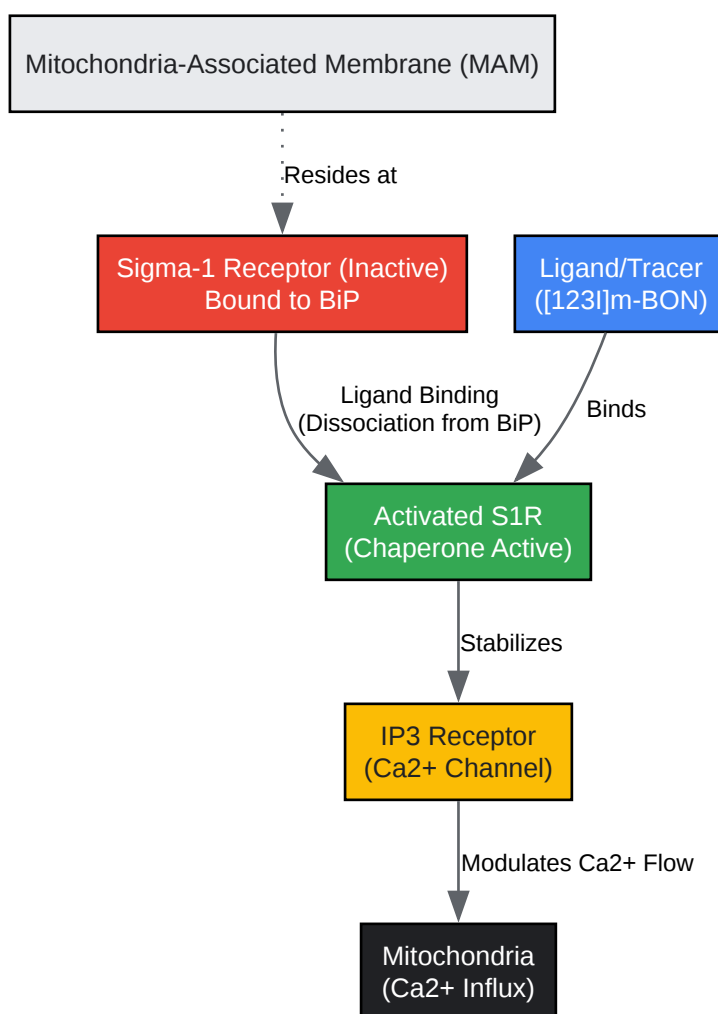 Mitochondria-Associated Membrane (MAM)
Resides at
Sigma-1 Receptor (Inactive)
Bound to BiP
Ligand/Tracer
([123I]m-BON)
Ligand Binding
(Dissociation from BiP)
Binds
Activated S1R
(Chaperone Active)
Stabilizes
IP3 Receptor
(Ca2+ Channel)
Modulates Ca2+ Flow
Mitochondria
(Ca2+ Influx)